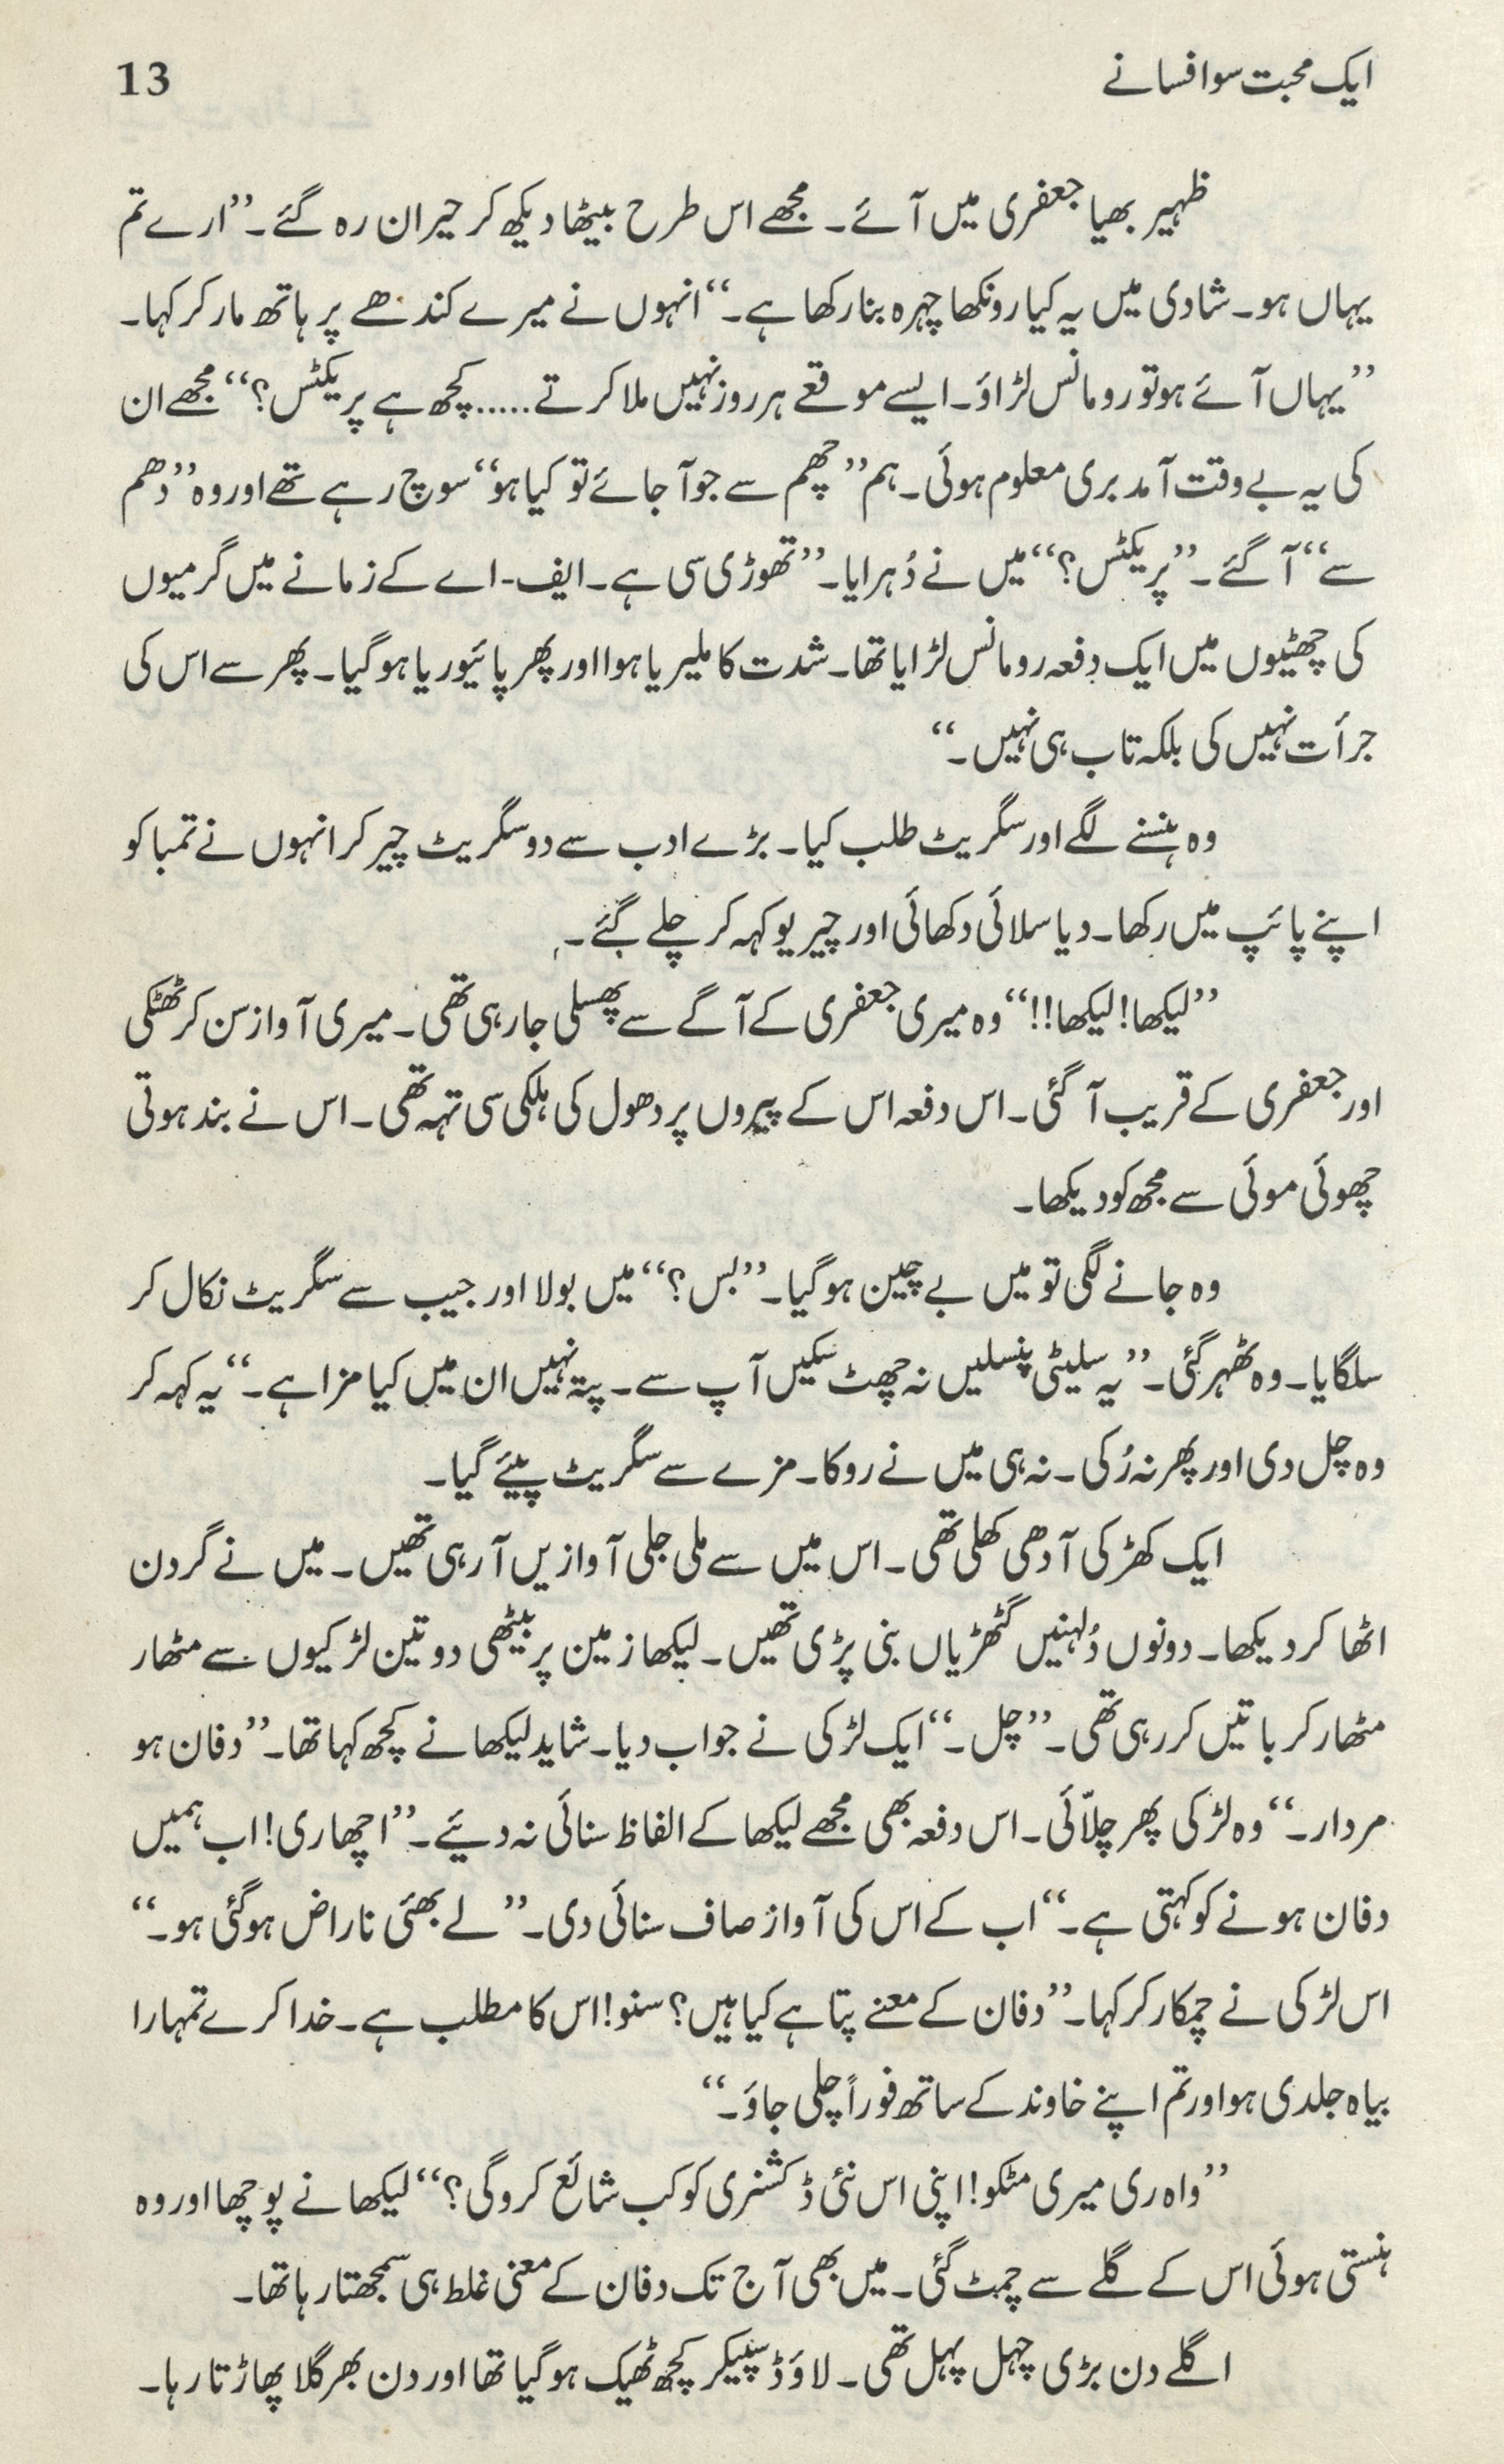 ایک محبت سو افسانے
13
ظہیر بھیا جعفری میں آئے۔ مجھے اس طرح بیٹھا دیکھ کر حیران رہ گئے۔ ’’ارے تم
یہاں ہو۔ شادی میں یہ کیا رونکھا چہرہ بنا رکھا ہے۔‘‘ انہوں نے میرے کندھے پر ہاتھ مار کر کہا۔
’’یہاں آئے ہو تو رومانس لڑاؤ۔ ایسے موقعے ہر روز نہیں ملا کرتے......کچھ ہے پریکٹس؟‘‘ مجھے ان
کی یہ بے وقت آمد بری معلوم ہوئی۔ ہم ’’چھم سے جو آ جائے تو کیا ہو‘‘ سوچ رہے تھے اور وہ ’’دھم
سے‘‘ آ گئے۔ ’’پریکٹس؟‘‘ میں نے دُہرایا۔ ’’تھوڑی سی ہے۔ ایف-اے کے زمانے میں گرمیوں
کی چھٹیوں میں ایک دفعہ رومانس لڑایا تھا۔ شدت کا ملیریا ہوا اور پھر پائیوریا ہو گیا۔ پھر سے اس کی
جرأت نہیں کی بلکہ تاب ہی نہیں۔‘‘
وہ ہنسنے لگے اور سگریٹ طلب کیا۔ بڑے ادب سے دو سگریٹ چیر کر انہوں نے تمباکو
اپنے پائپ میں رکھا۔ دیا سلائی دکھائی اور چیریو کہہ کر چلے گئے۔
’’لیکھا! لیکھا!!‘‘ وہ میری جعفری کے آگے سے پھسلی جا رہی تھی۔ میری آواز سن کر ٹھٹکی
اور جعفری کے قریب آ گئی۔ اس دفعہ اس کے پیروں پر دھول کی ہلکی سی تہہ تھی۔ اس نے بند ہوتی
چھوئی موئی سے مجھ کو دیکھا۔
وہ جانے لگی تو میں بے چین ہو گیا۔ ’’بس؟‘‘ میں بولا اور جیب سے سگریٹ نکال کر
سلگایا۔ وہ ٹھہر گئی۔ ’’یہ سلیٹی پنسلیں نہ چھٹ سکیں آپ سے۔ پتہ نہیں ان میں کیا مزا ہے۔‘‘ یہ کہہ کر
وہ چل دی اور پھر نہ رُکی۔ نہ ہی میں نے روکا۔ مزے سے سگریٹ پیئے گیا۔
ایک کھڑکی آدھی کھلی تھی۔ اس میں سے ملی جلی آوازیں آ رہی تھیں۔ میں نے گردن
اٹھا کر دیکھا۔ دونوں دُلہنیں گٹھڑیاں بنی پڑی تھیں۔ لیکھا زمین پر بیٹھی دو تین لڑکیوں سے مٹھار
مٹھار کر باتیں کر رہی تھی۔ ’’چل۔‘‘ ایک لڑکی نے جواب دیا۔ شاید لیکھا نے کچھ کہا تھا۔ ’’دفان ہو
مردار۔‘‘ وہ لڑکی پھر چلّائی۔ اس دفعہ بھی مجھے لیکھا کے الفاظ سنائی نہ دیئے۔ ’’اچھا ری! اب ہمیں
دفان ہونے کو کہتی ہے۔‘‘ اب کے اس کی آواز صاف سنائی دی۔ ’’لے بھئی ناراض ہو گئی ہو۔‘‘
اس لڑکی نے چمکار کر کہا۔ ’’دفان کے معنے پتا ہے کیا ہیں؟ سنو! اس کا مطلب ہے۔ خدا کرے تمہارا
بیاہ جلدی ہو اور تم اپنے خاوند کے ساتھ فوراً چلی جاؤ۔‘‘
’’واہ ری میری مٹکو! اپنی اس نئی ڈکشنری کو کب شائع کرو گی؟‘‘ لیکھا نے پوچھا اور وہ
ہنستی ہوئی اس کے گلے سے چمٹ گئی۔ میں بھی آج تک دفان کے معنی غلط ہی سمجھتا رہا تھا۔
اگلے دن بڑی چہل پہل تھی۔ لاؤڈ سپیکر کچھ ٹھیک ہو گیا تھا اور دن بھر گلا پھاڑتا رہا۔